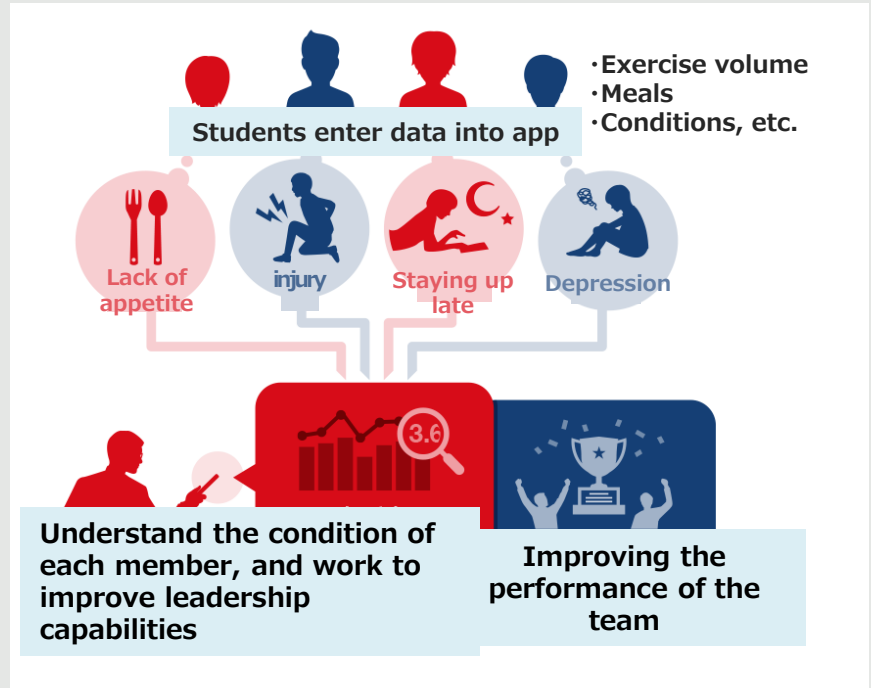 ・Exercise volume
・Meals
・Conditions, etc.
Students enter data into app
Lack of
appetite
injury
Staying up
late
Depression
3.6
Understand the condition of
each member, and work to
improve leadership
capabilities
Improving the
performance of the
team